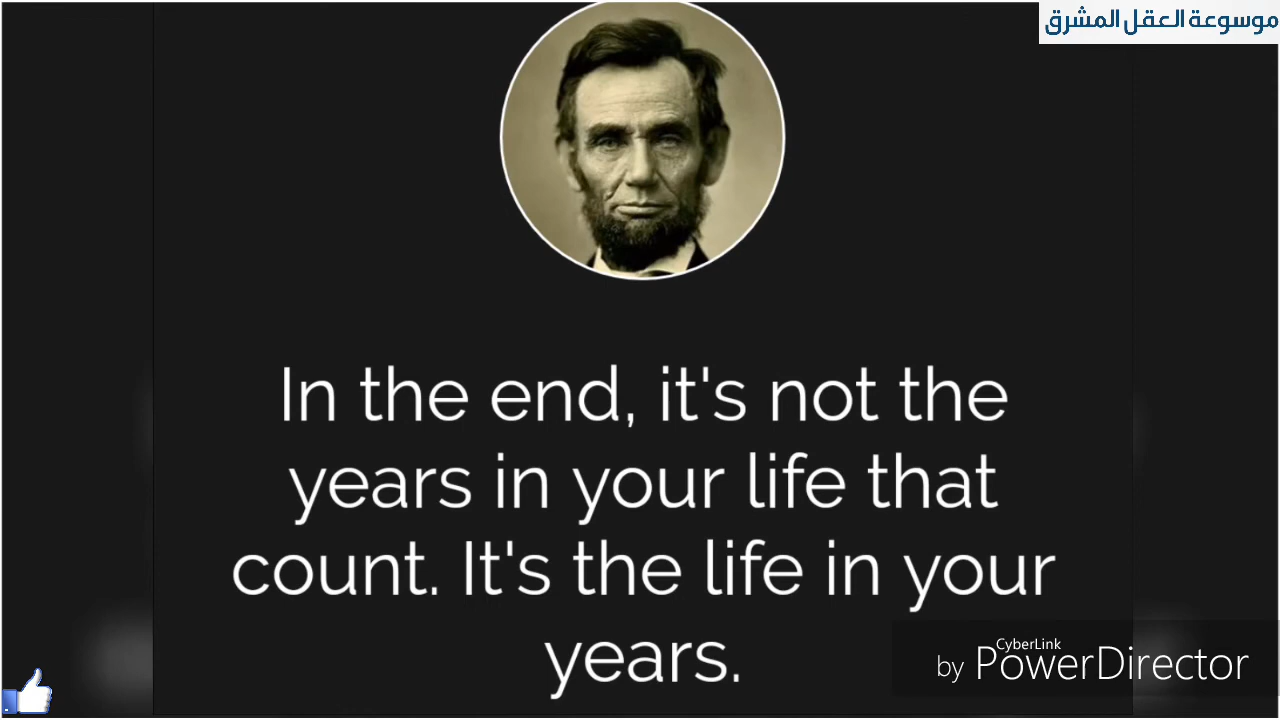 موسوعة العقل المشرق
In the end, it's not the
years in your life that
count. It's the life in your
years.
CyberLink
by PowerDirector